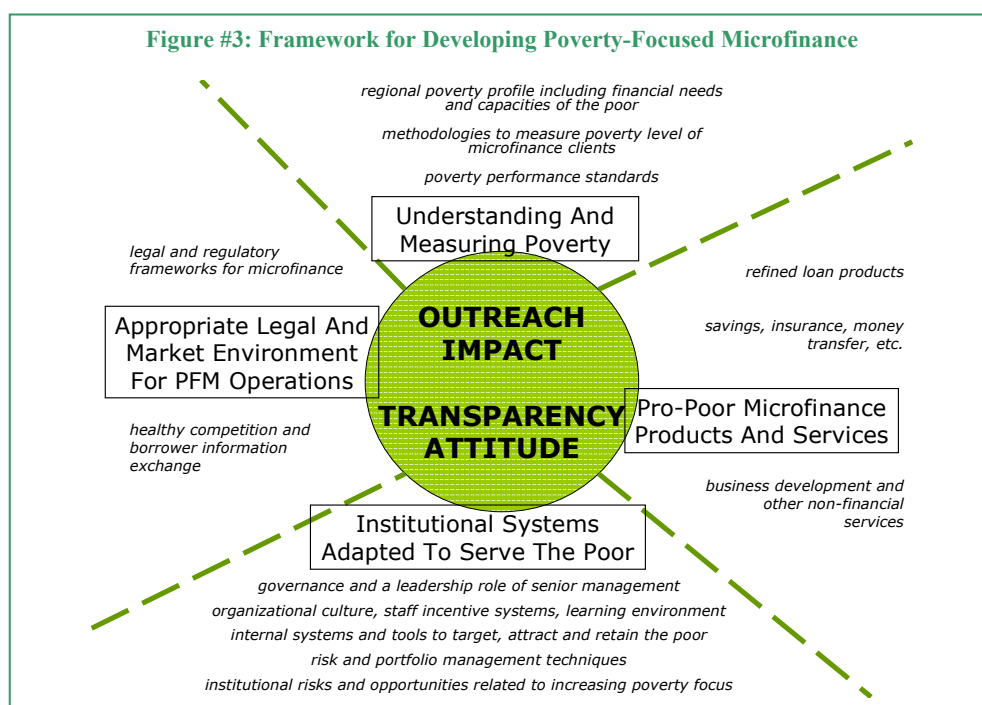 Figure #3: Framework for Developing Poverty-Focused Microfinance
regional poverty profile including financial needs
and capacities of the poor
methodologies to measure poverty level of
microfinance clients
poverty performance standards
Understanding And
Measuring Poverty
legal and regulatory
frameworks for microfinance
Appropriate Legal And
Market Environment
For PFM Operations
healthy competition and
borrower information
exchange
OUTREACH
IMPACT
TRANSPARENCY
ATTITUDE
refined loan products
savings, insurance, money
transfer, etc.
Pro-Poor Microfinance
Products And Services
business development and
other non-financial
services
Institutional Systems
Adapted To Serve The Poor
governance and a leadership role of senior management
organizational culture, staff incentive systems, learning environment
internal systems and tools to target, attract and retain the poor
risk and portfolio management techniques
institutional risks and opportunities related to increasing poverty focus